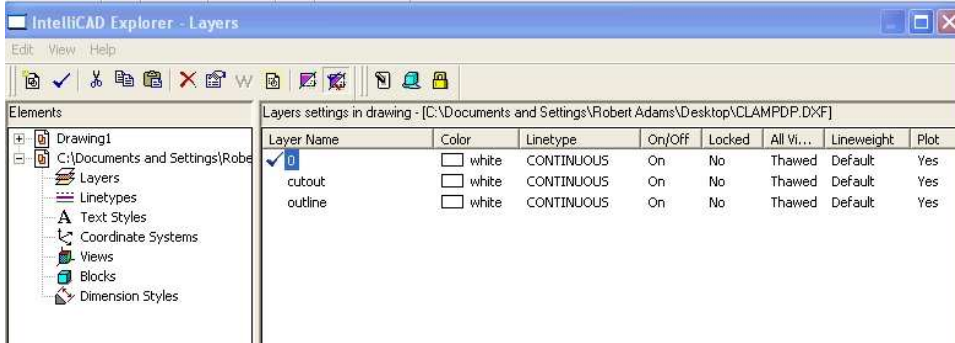 IntelliCAD Explorer - Layers
Edit View Help
Elements
Layers settings in drawing - [C:\Documents and Settings\Robert Adams\Desktop\CLAMPDP.DXF]
Drawing1
C:\Documents and Settings\Robe
Layers
Linetypes
Text Styles
Coordinate Systems
Views
Blocks
Dimension Styles
Layer Name Color Linetype On/Off Locked All Vi... Lineweight Plot
0 white CONTINUOUS On No Thawed Default Yes
cutout white CONTINUOUS On No Thawed Default Yes
outline white CONTINUOUS On No Thawed Default Yes